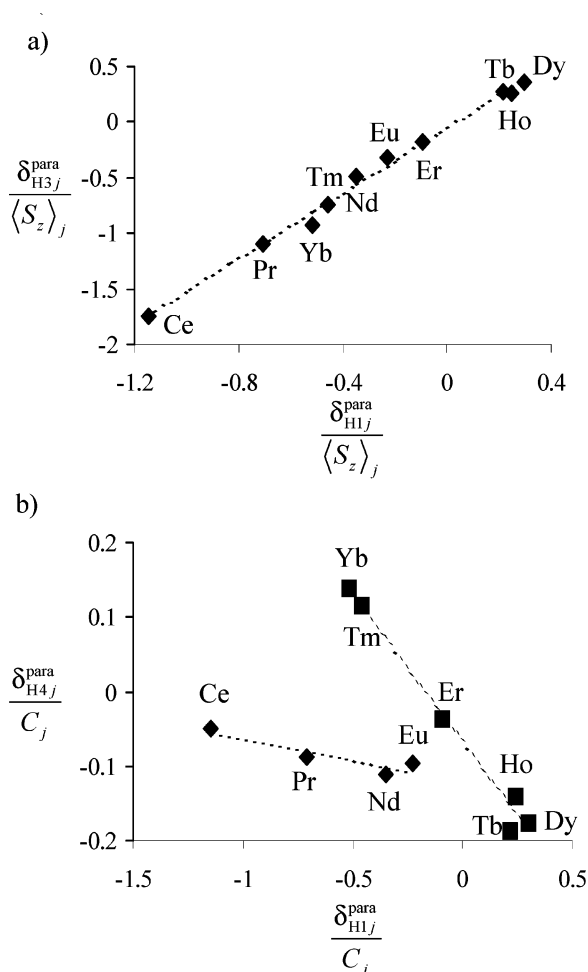 a)
0.5
0
-0.5
-1
-1.5
-2
δ^para_H3j
⟨S_z⟩_j
Tb
Dy
Ho
Eu
Er
Tm
Nd
Yb
Pr
Ce
-1.2
-0.8
-0.4
0
0.4
δ^para_H1j
⟨S_z⟩_j
b)
0.2
0.1
0
-0.1
-0.2
δ^para_H4j
C_j
Yb
Tm
Ce
Er
Eu
Pr
Nd
Ho
Tb
Dy
-1.5
-1
-0.5
0
0.5
δ^para_H1j
C_j